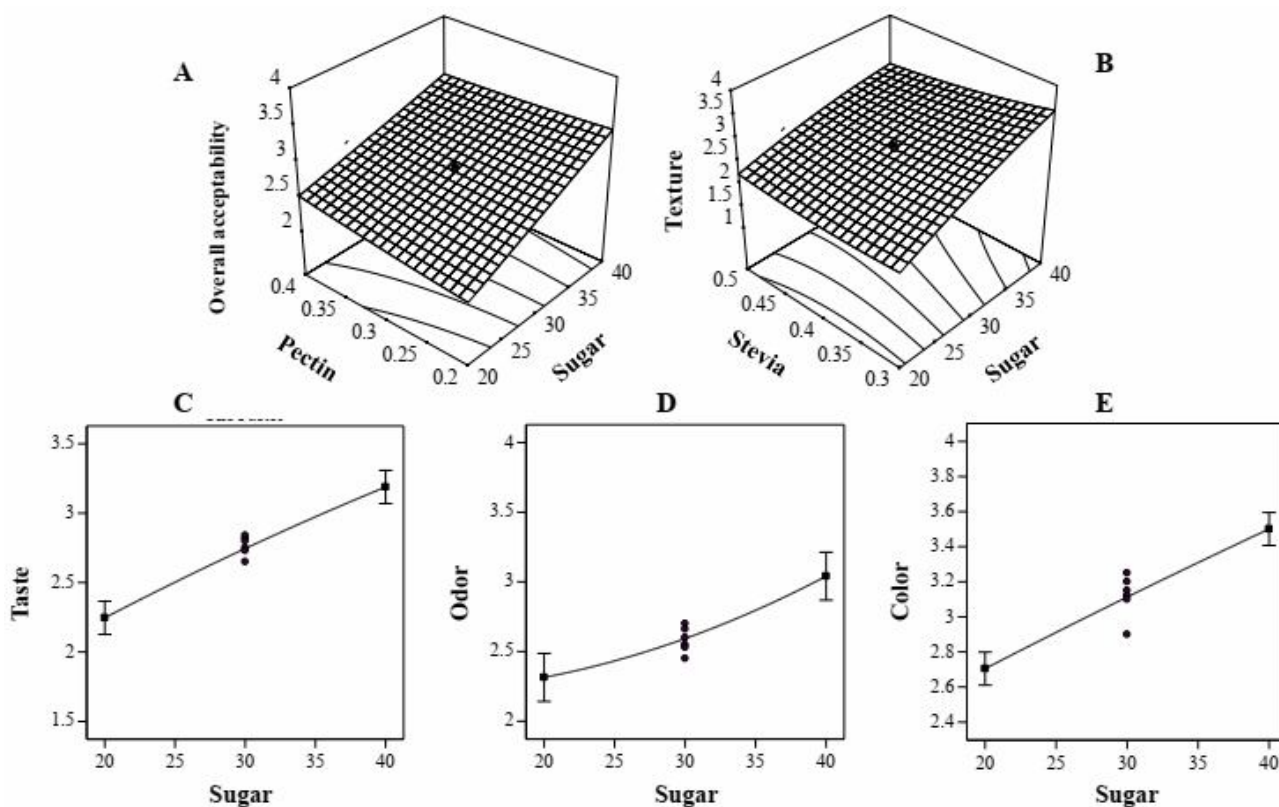 A
B
4
3.5
3
2.5
2
Overall acceptability
0.4
0.35
0.3
0.25
0.2
Pectin
20
25
30
35
40
Sugar
4
3.5
3
2.5
2
1.5
1
Texture
0.5
0.45
0.4
0.35
0.3
Stevia
20
25
30
35
40
Sugar
C
3.5
3
2.5
2
1.5
Taste
20 25 30 35 40
Sugar
D
4
3.5
3
2.5
2
Odor
20 25 30 35 40
Sugar
E
4
3.8
3.6
3.4
3.2
3
2.8
2.6
2.4
Color
20 25 30 35 40
Sugar